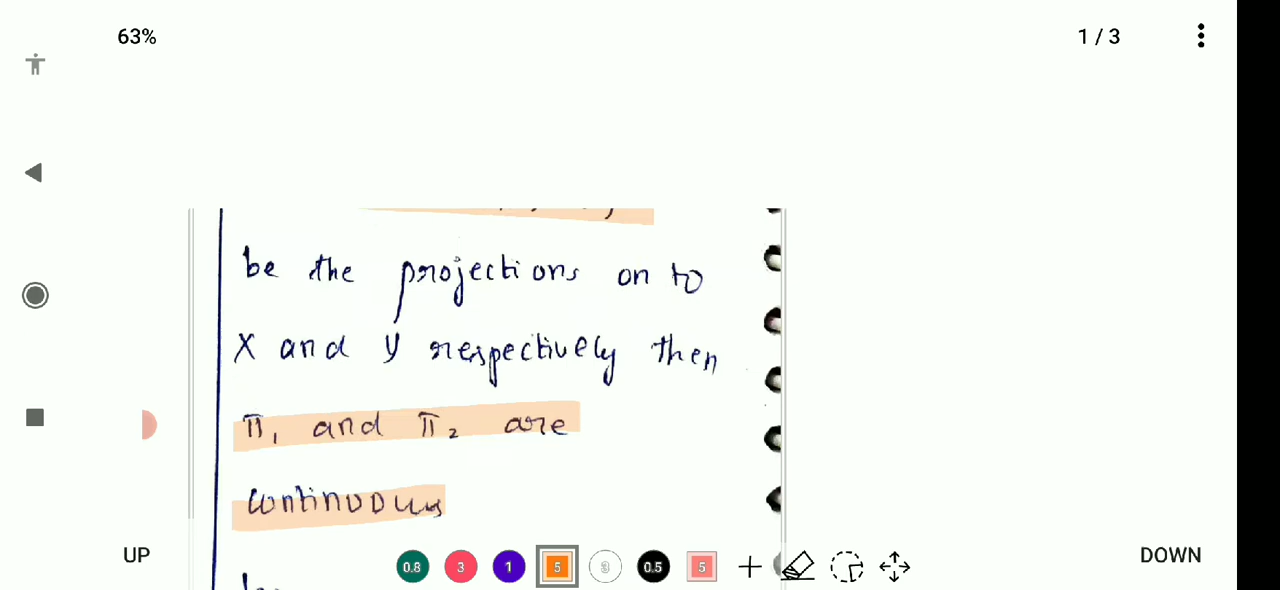 63%
1 / 3
be the projections on to
X and y respectively then
π₁ and π₂ are
continuous
UP
0.8
3
1
5
3
0.5
5
DOWN